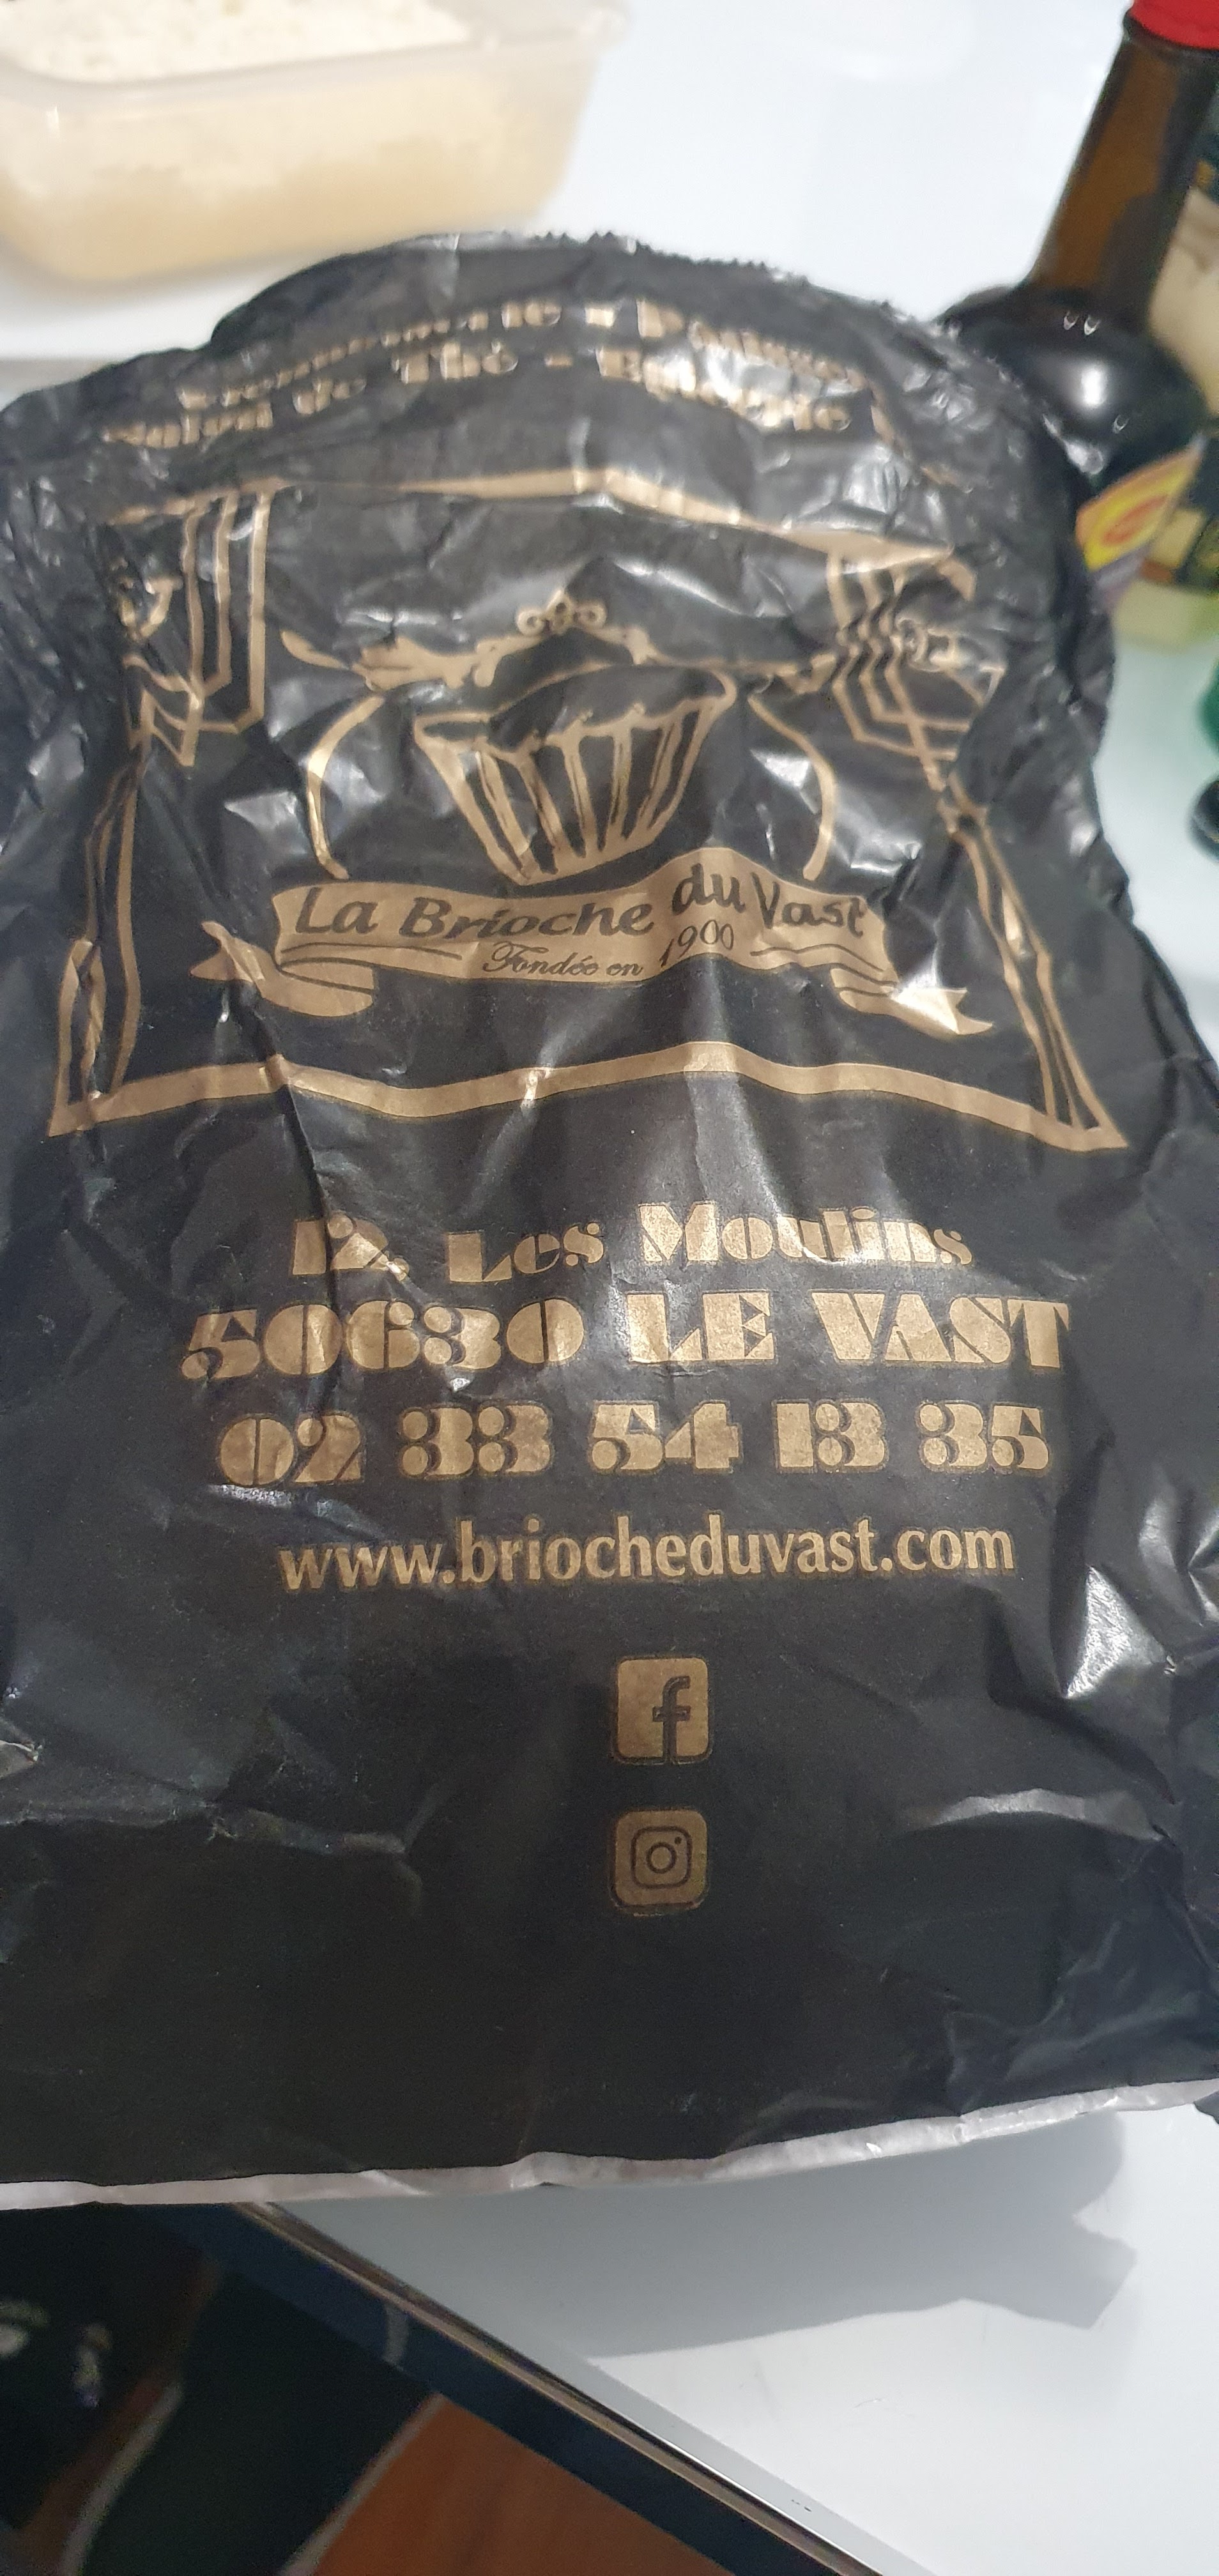 Salon de Thé - Epicerie
La Brioche du Vast
Fondée en 1900
12, Les Moulins
50630 LE VAST
02 33 54 13 35
www.briocheduvast.com